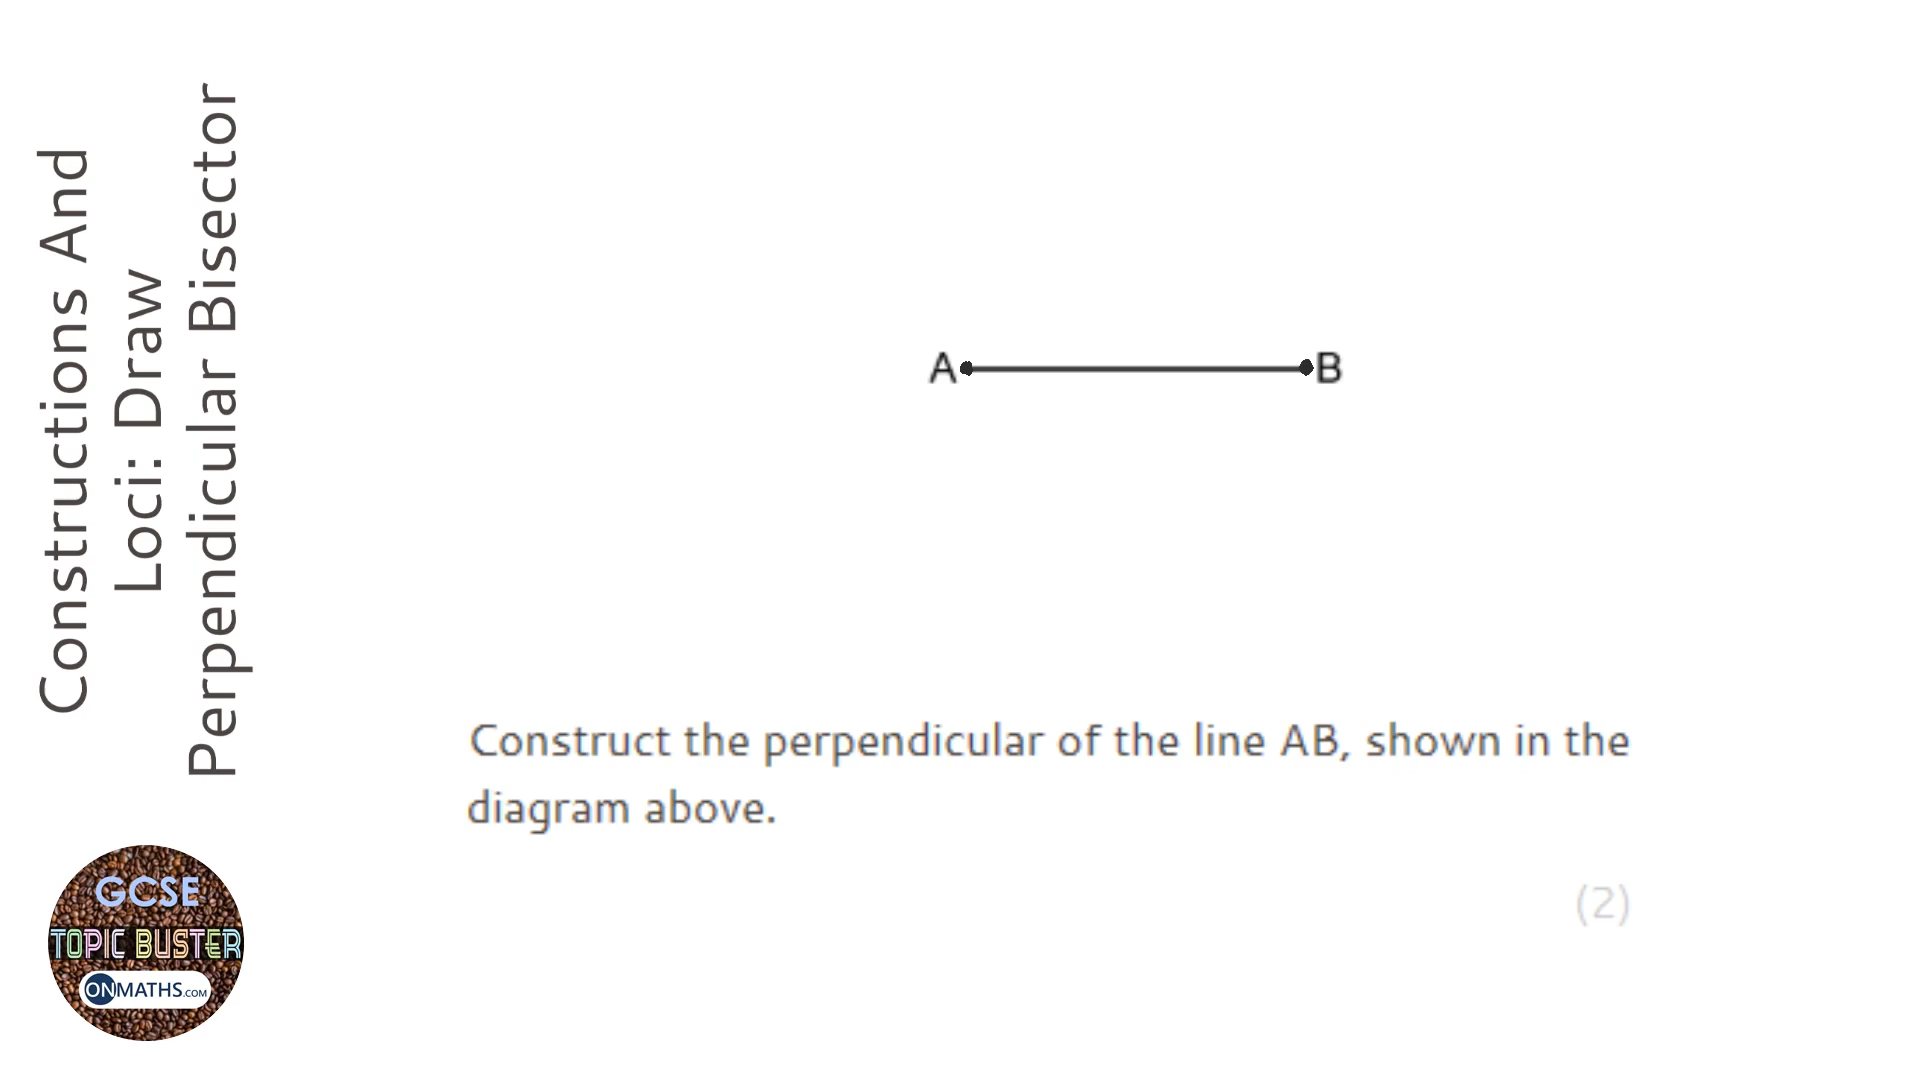 Constructions And
Loci: Draw
Perpendicular Bisector
A
B
Construct the perpendicular of the line AB, shown in the
diagram above.
(2)
GCSE
TOPIC BUSTER
ONMATHS.COM